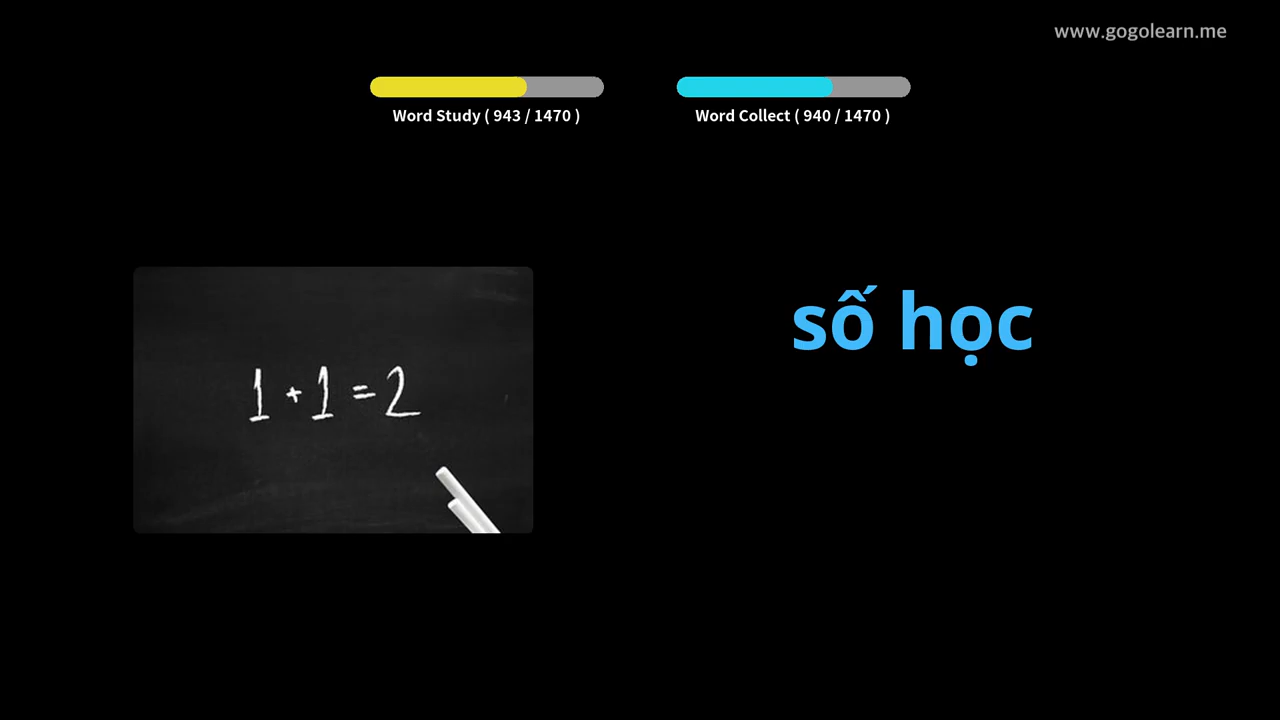 www.gogolearn.me
Word Study ( 943 / 1470 )
Word Collect ( 940 / 1470 )
số học
1 + 1 = 2